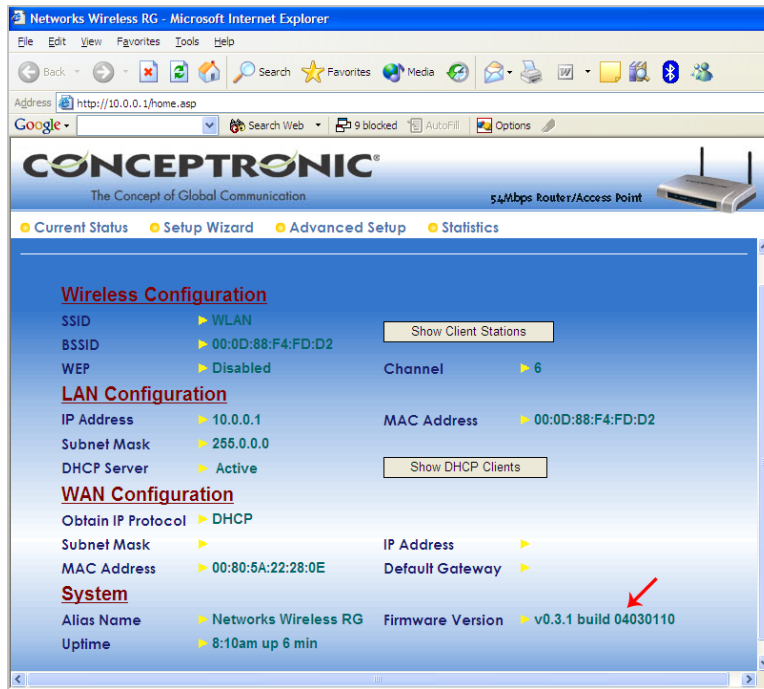 Networks Wireless RG - Microsoft Internet Explorer
File Edit View Favorites Tools Help
Back Search Favorites Media
Address http://10.0.0.1/home.asp
Google Search Web 9 blocked AutoFill Options
CONCEPTRONIC®
The Concept of Global Communication
54Mbps Router/Access Point
Current Status Setup Wizard Advanced Setup Statistics
Wireless Configuration
SSID WLAN
Show Client Stations
BSSID 00:0D:88:F4:FD:D2
WEP Disabled Channel 6
LAN Configuration
IP Address 10.0.0.1 MAC Address 00:0D:88:F4:FD:D2
Subnet Mask 255.0.0.0
DHCP Server Active Show DHCP Clients
WAN Configuration
Obtain IP Protocol DHCP
Subnet Mask IP Address
MAC Address 00:80:5A:22:28:0E Default Gateway
System
Alias Name Networks Wireless RG Firmware Version v0.3.1 build 04030110
Uptime 8:10am up 6 min